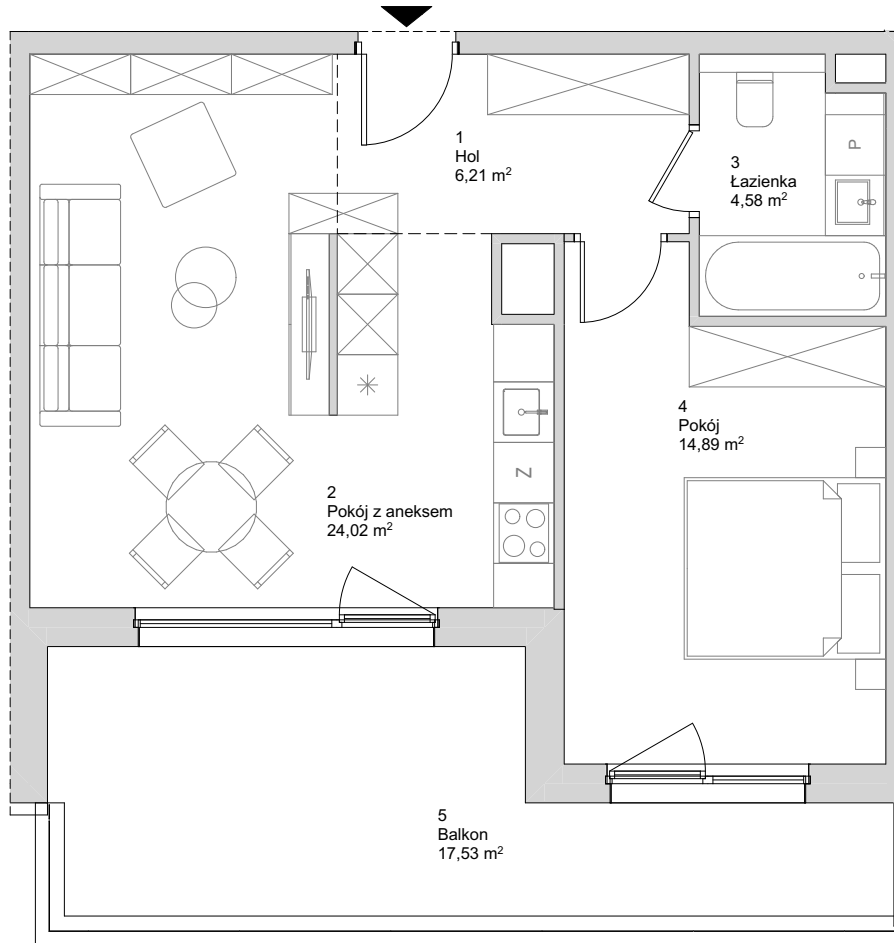 1
Hol
6,21 m²
3
Łazienka
4,58 m²
P
4
Pokój
14,89 m²
2
Pokój z aneksem
24,02 m²
Z
5
Balkon
17,53 m²